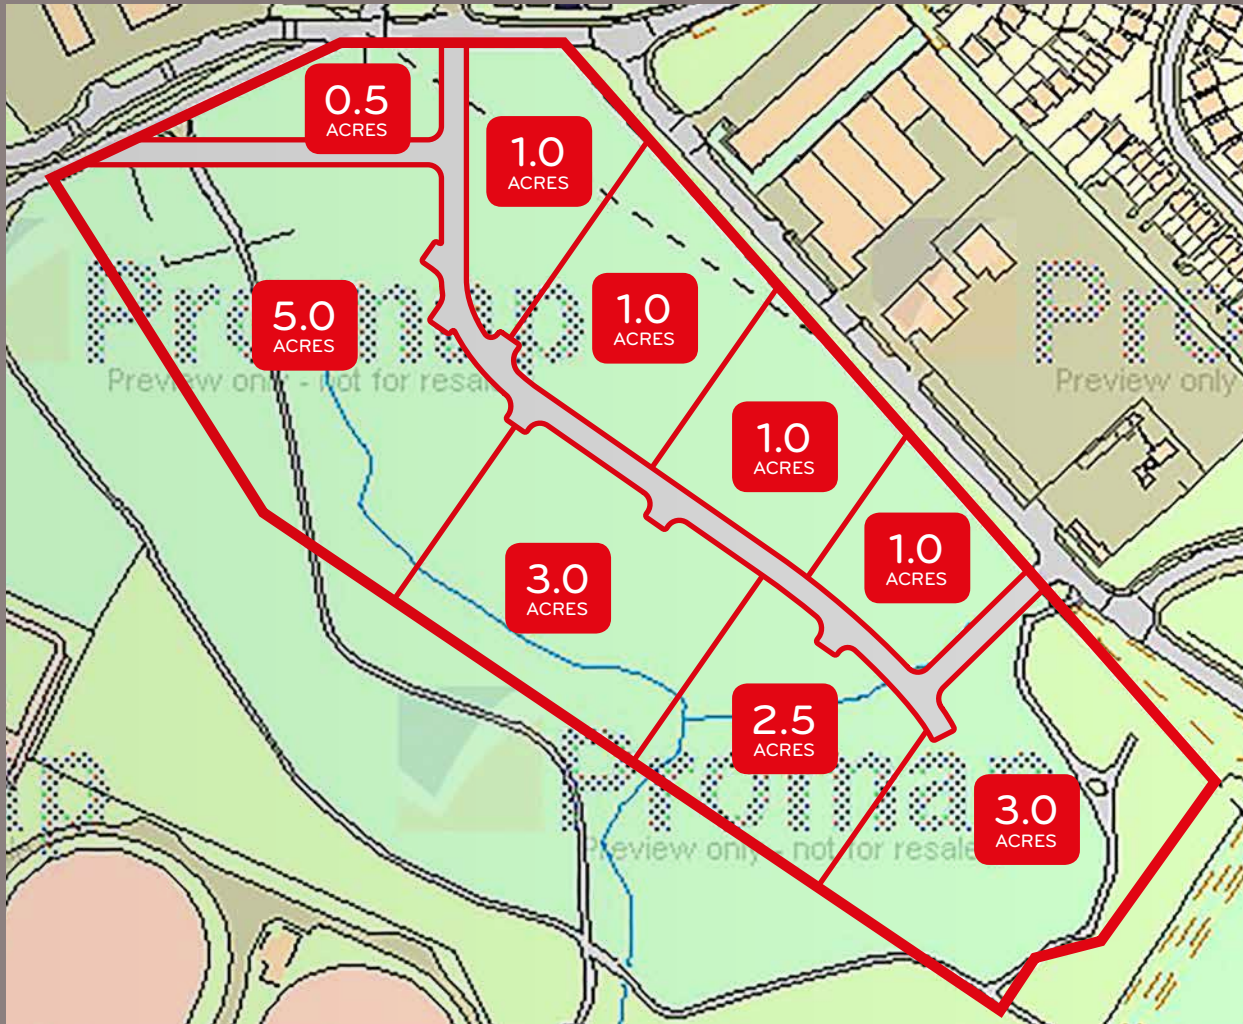 0.5
ACRES
1.0
ACRES
5.0
ACRES
1.0
ACRES
1.0
ACRES
1.0
ACRES
3.0
ACRES
2.5
ACRES
3.0
ACRES
Promap
Preview only - not for resale
Pro
Preview only
Promap
Preview only - not for resale
p